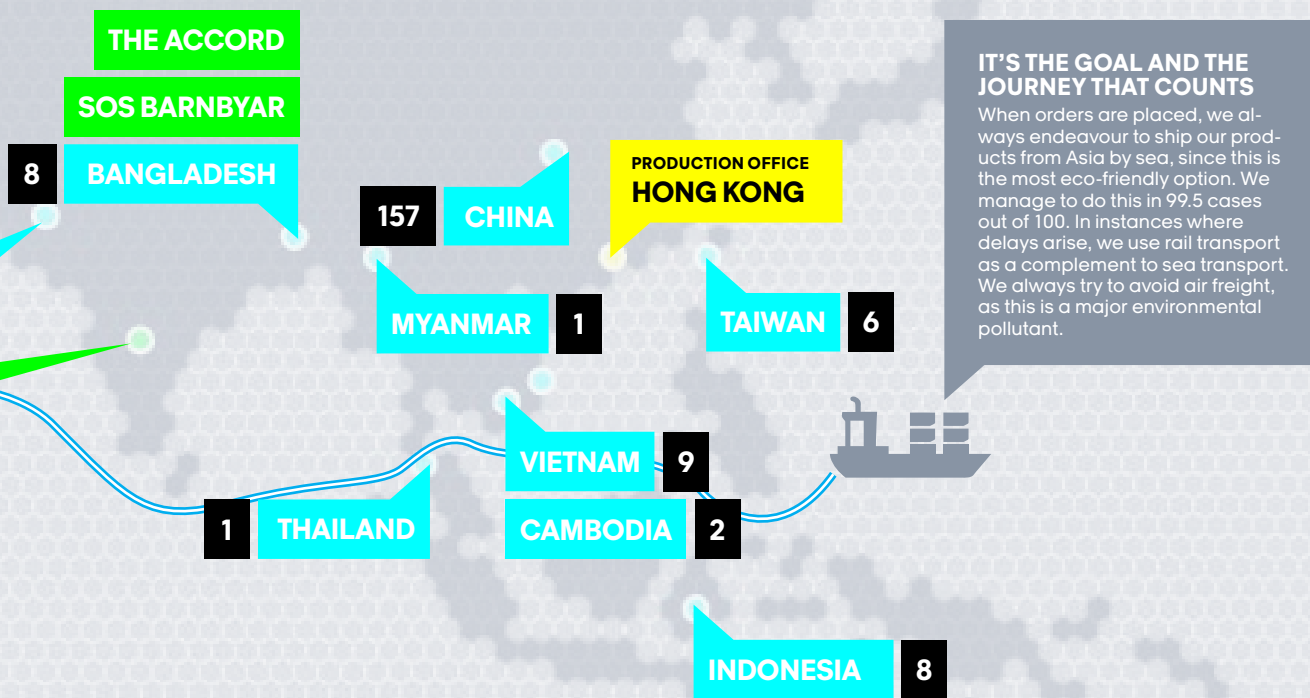 THE ACCORD
SOS BARNBYAR
8 BANGLADESH
157 CHINA
PRODUCTION OFFICE
HONG KONG
MYANMAR 1
TAIWAN 6
VIETNAM 9
1 THAILAND
CAMBODIA 2
INDONESIA 8
IT’S THE GOAL AND THE
JOURNEY THAT COUNTS
When orders are placed, we al-
ways endeavour to ship our prod-
ucts from Asia by sea, since this is
the most eco-friendly option. We
manage to do this in 99.5 cases
out of 100. In instances where
delays arise, we use rail transport
as a complement to sea transport.
We always try to avoid air freight,
as this is a major environmental
pollutant.